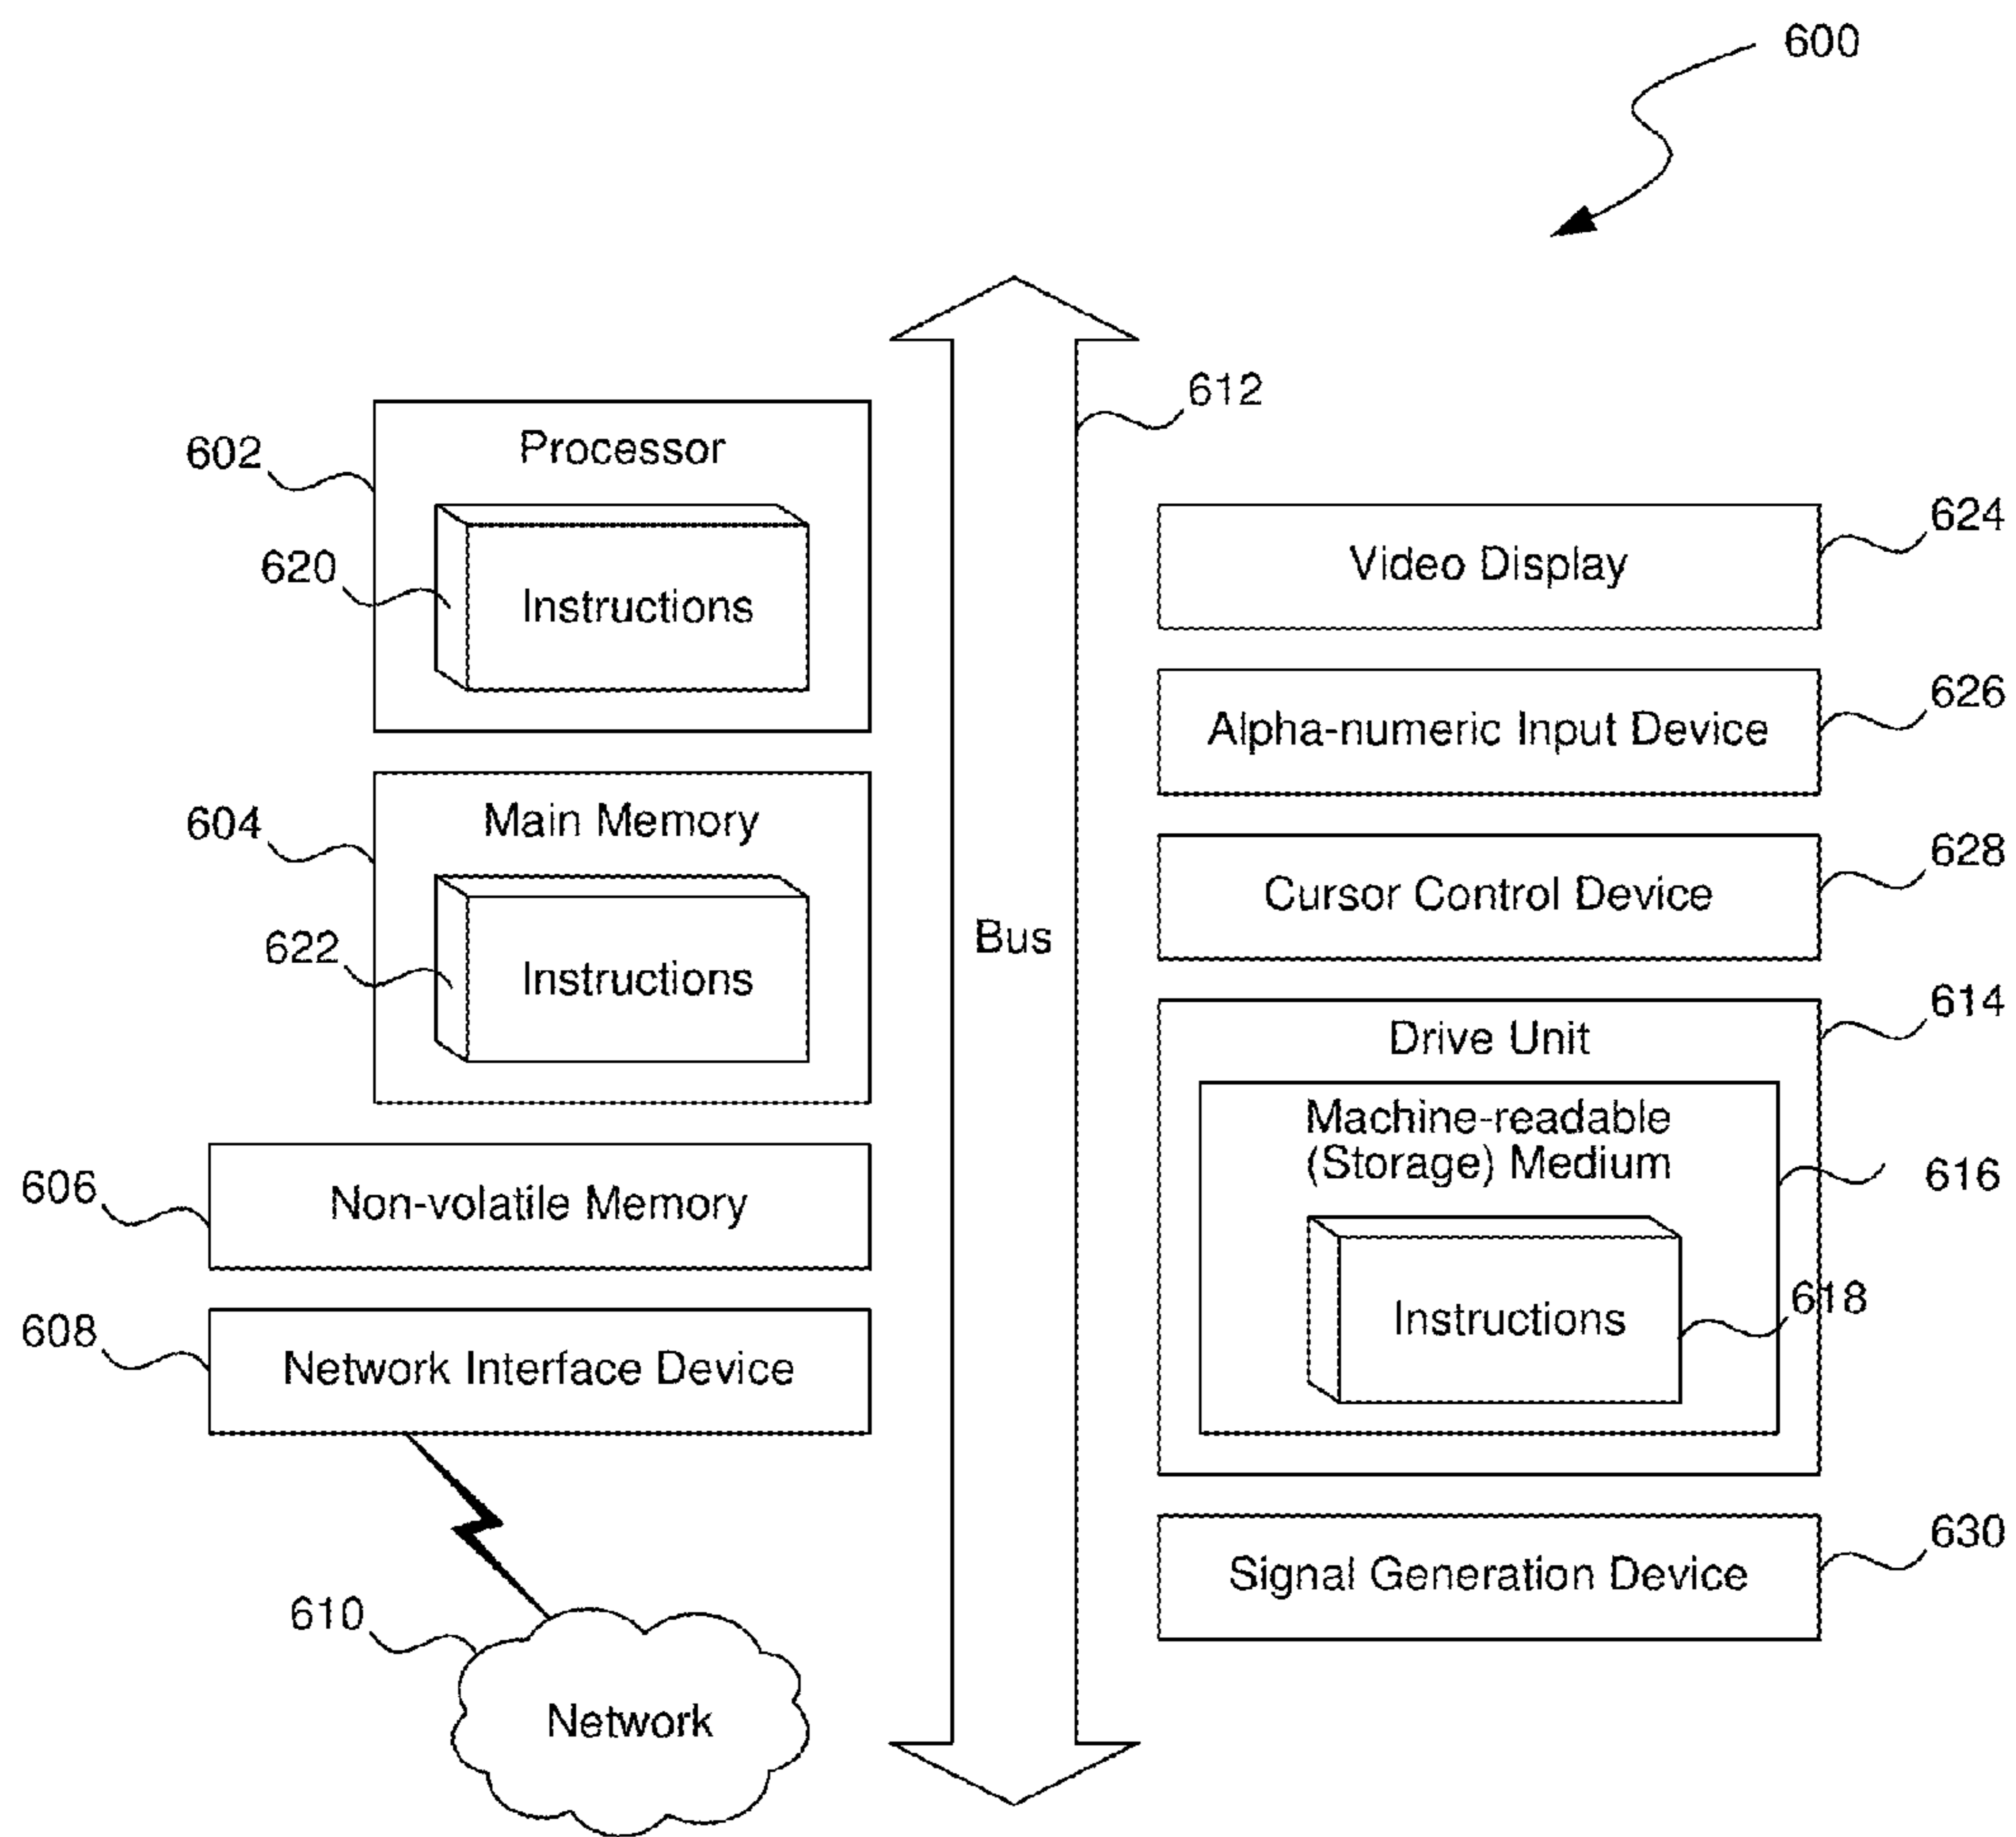 600
612
602
Processor
620
Instructions
604
Main Memory
622
Instructions
606
Non-volatile Memory
608
Network Interface Device
610
Network
Bus
624
Video Display
626
Alpha-numeric Input Device
628
Cursor Control Device
614
Drive Unit
Machine-readable
(Storage) Medium
616
618
Instructions
630
Signal Generation Device